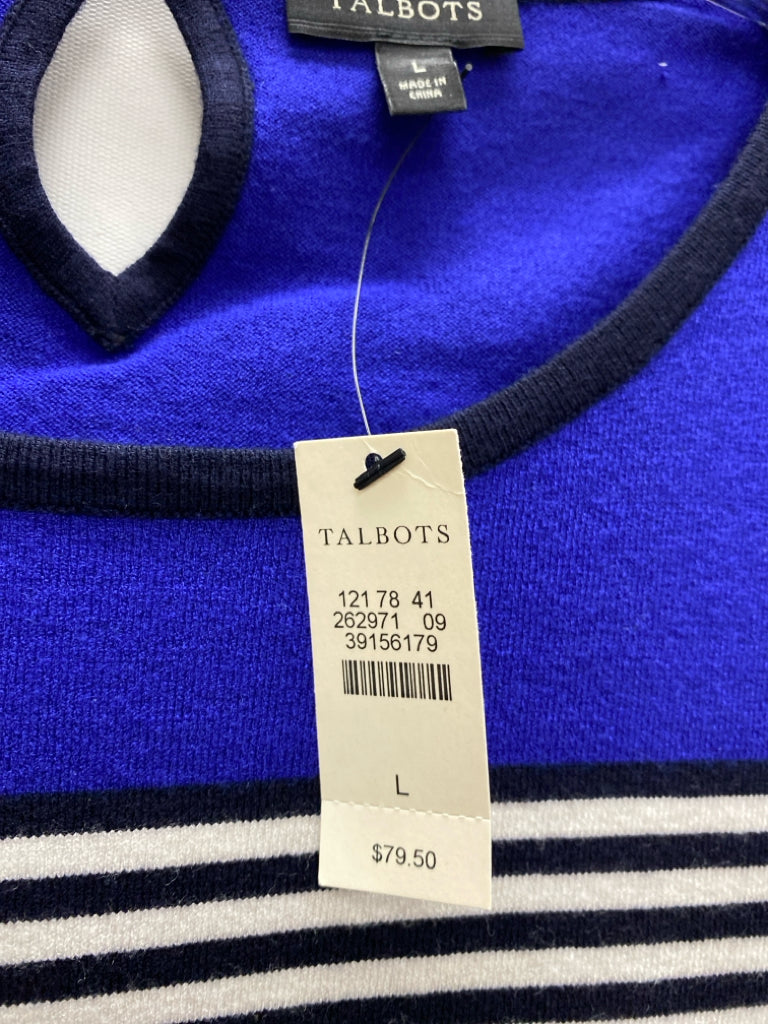 TALBOTS
L
MADE IN
CHINA
TALBOTS
121 78 41
262971 09
39156179
L
$79.50